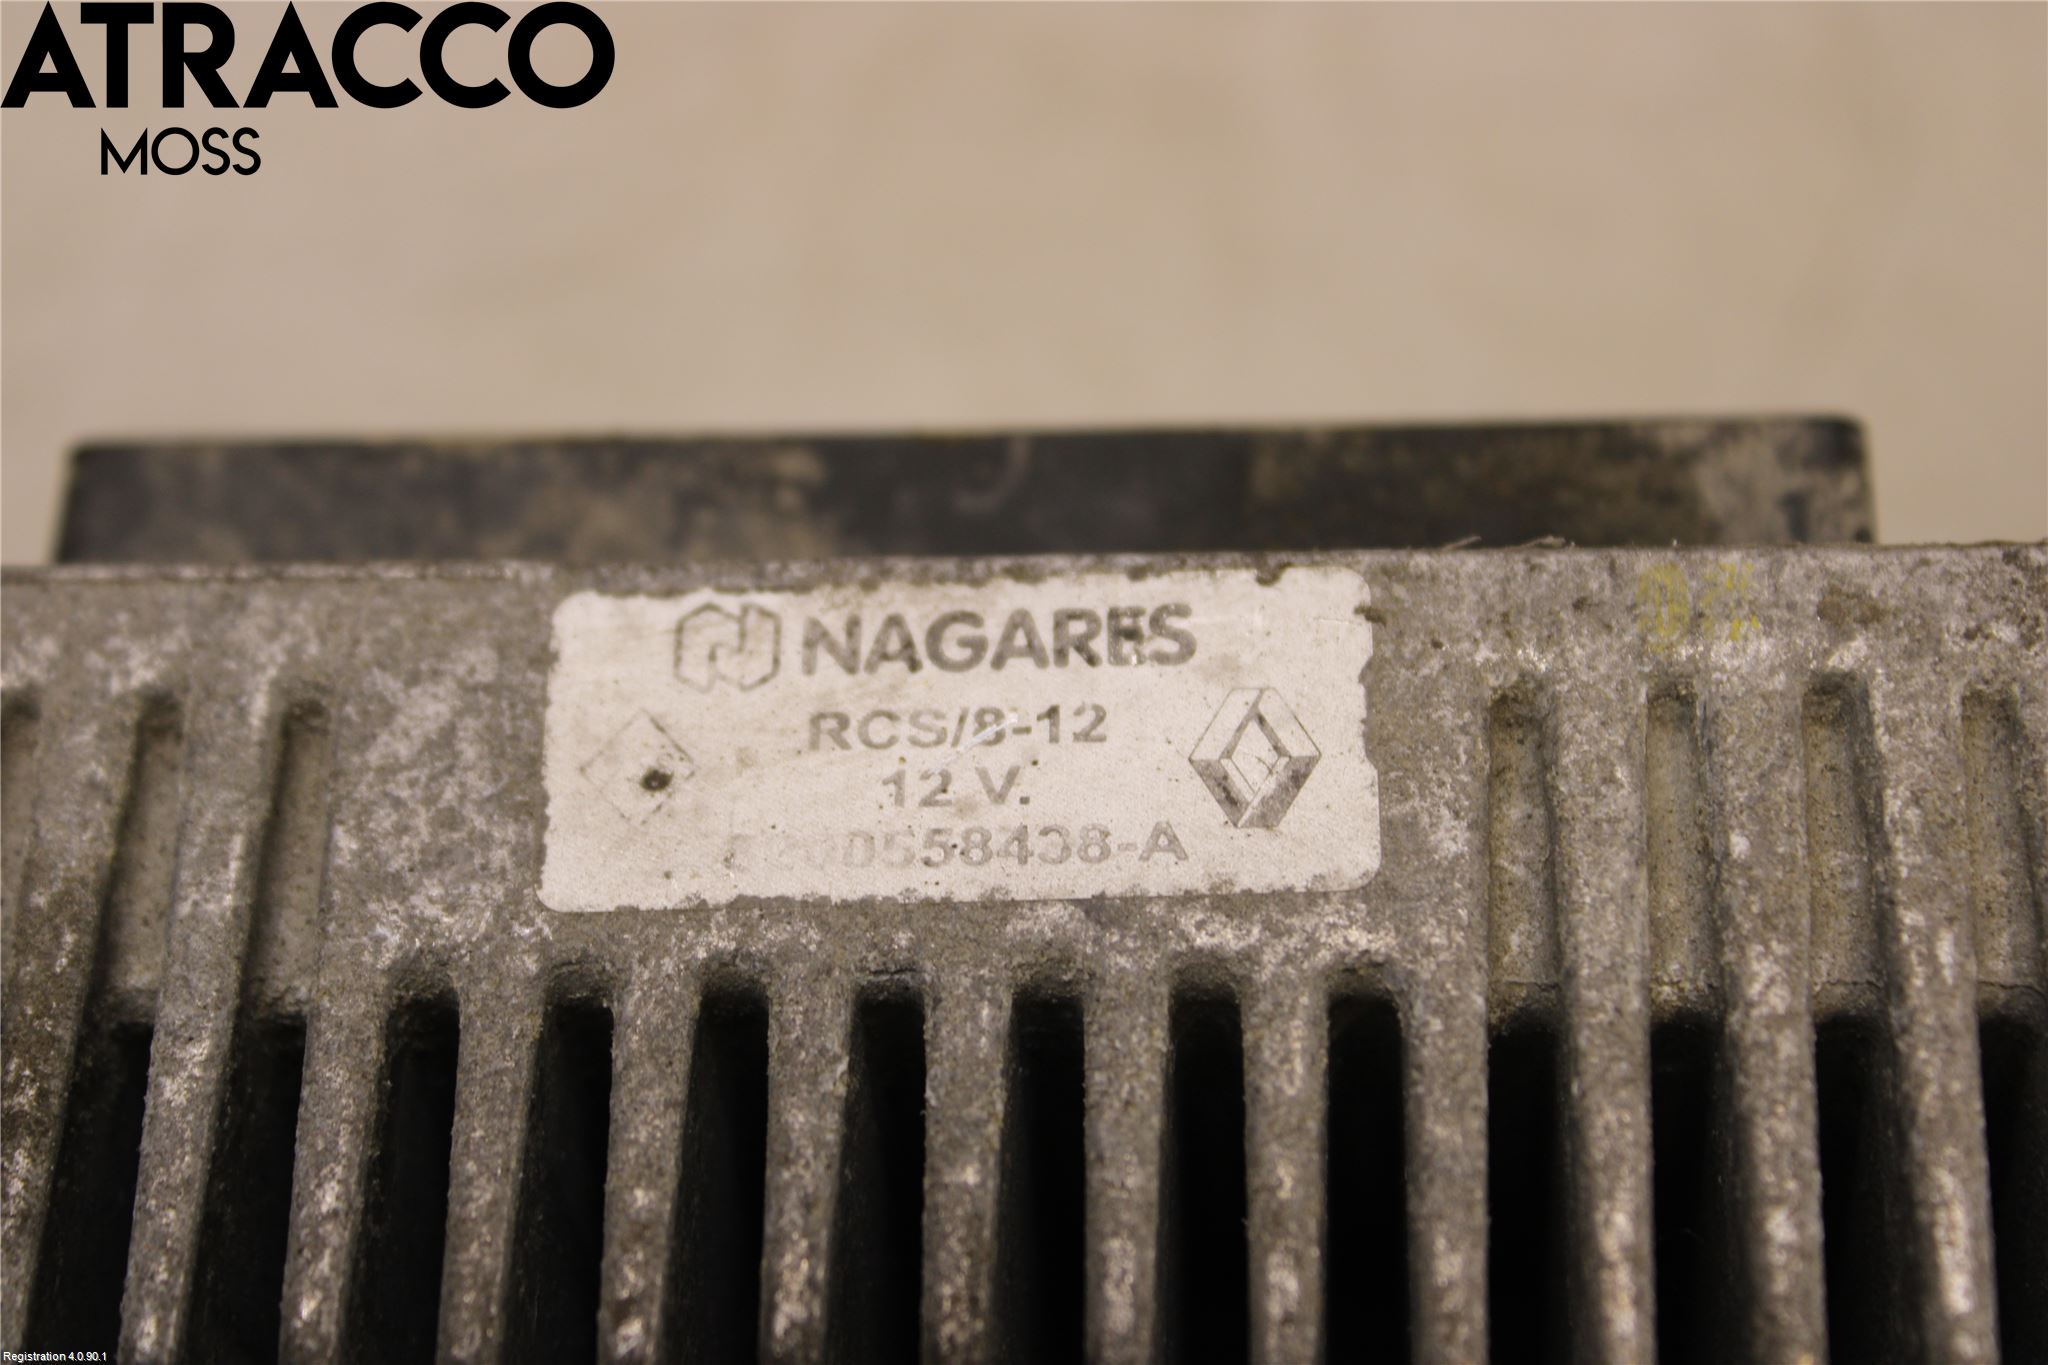 ATRACCO
MOSS
NAGARES
RCS/8-12
12 V.
Registration 4.0.90.1